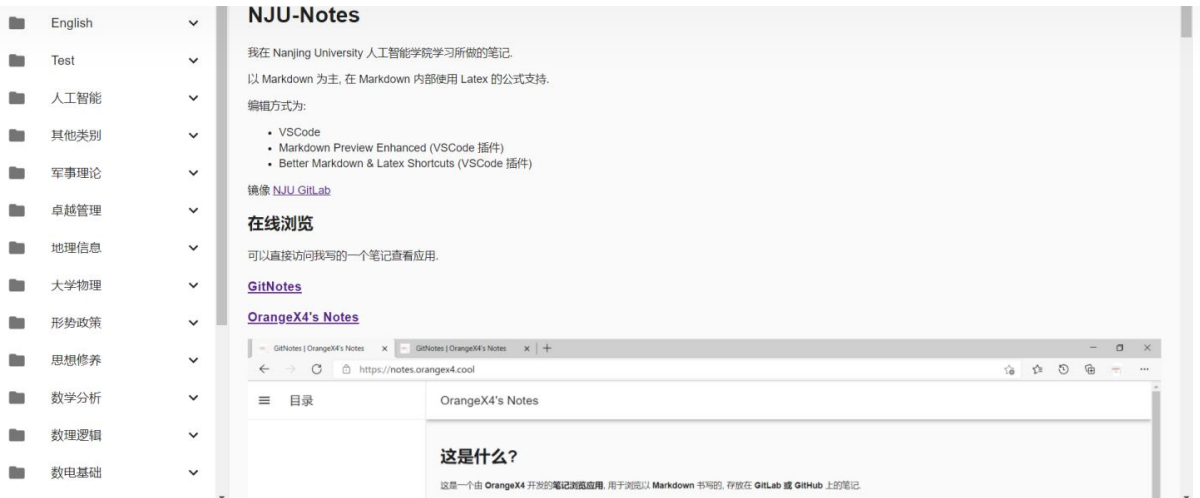 English
Test
人工智能
其他类别
军事理论
卓越管理
地理信息
大学物理
形势政策
思想修养
数学分析
数理逻辑
数电基础
NJU-Notes
我在 Nanjing University 人工智能学院学习所做的笔记.
以 Markdown 为主, 在 Markdown 内部使用 Latex 的公式支持.
编辑方式为:
• VSCode
• Markdown Preview Enhanced (VSCode 插件)
• Better Markdown & Latex Shortcuts (VSCode 插件)
镜像 NJU GitLab
在线浏览
可以直接访问我写的一个笔记查看应用.
GitNotes
OrangeX4's Notes
GitNotes | OrangeX4's Notes
GitNotes | OrangeX4's Notes
https://notes.orangex4.cool
目录
OrangeX4's Notes
这是什么?
这是一个由 OrangeX4 开发的笔记浏览应用, 用于浏览以 Markdown 书写的, 存放在 GitLab 或 GitHub 上的笔记.